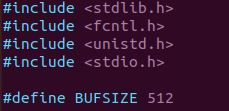 #include <stdlib.h>
#include <fcntl.h>
#include <unistd.h>
#include <stdio.h>
#define BUFSIZE 512